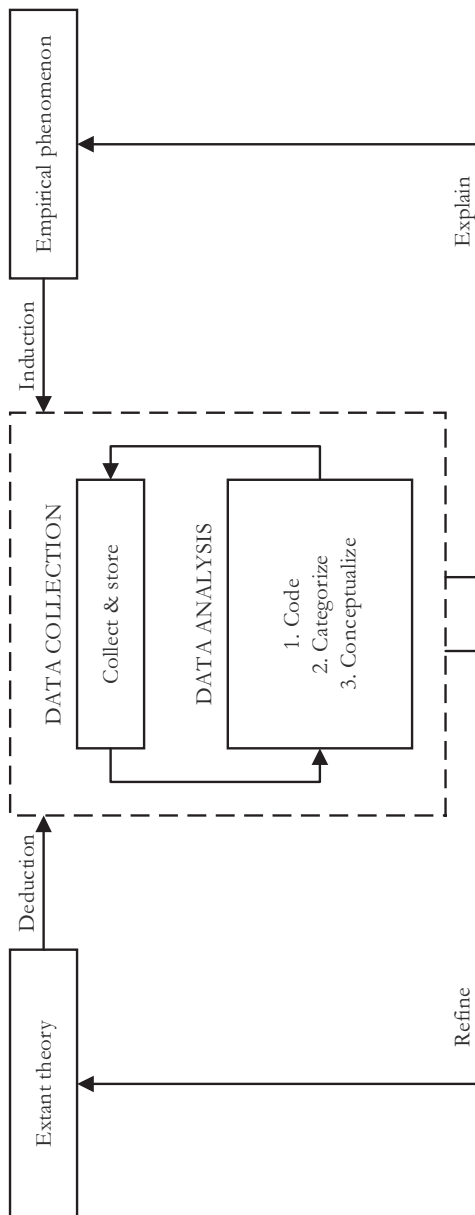 Extant theory
Deduction
DATA COLLECTION
Collect & store
DATA ANALYSIS
1. Code
2. Categorize
3. Conceptualize
Induction
Empirical phenomenon
Refine
Explain